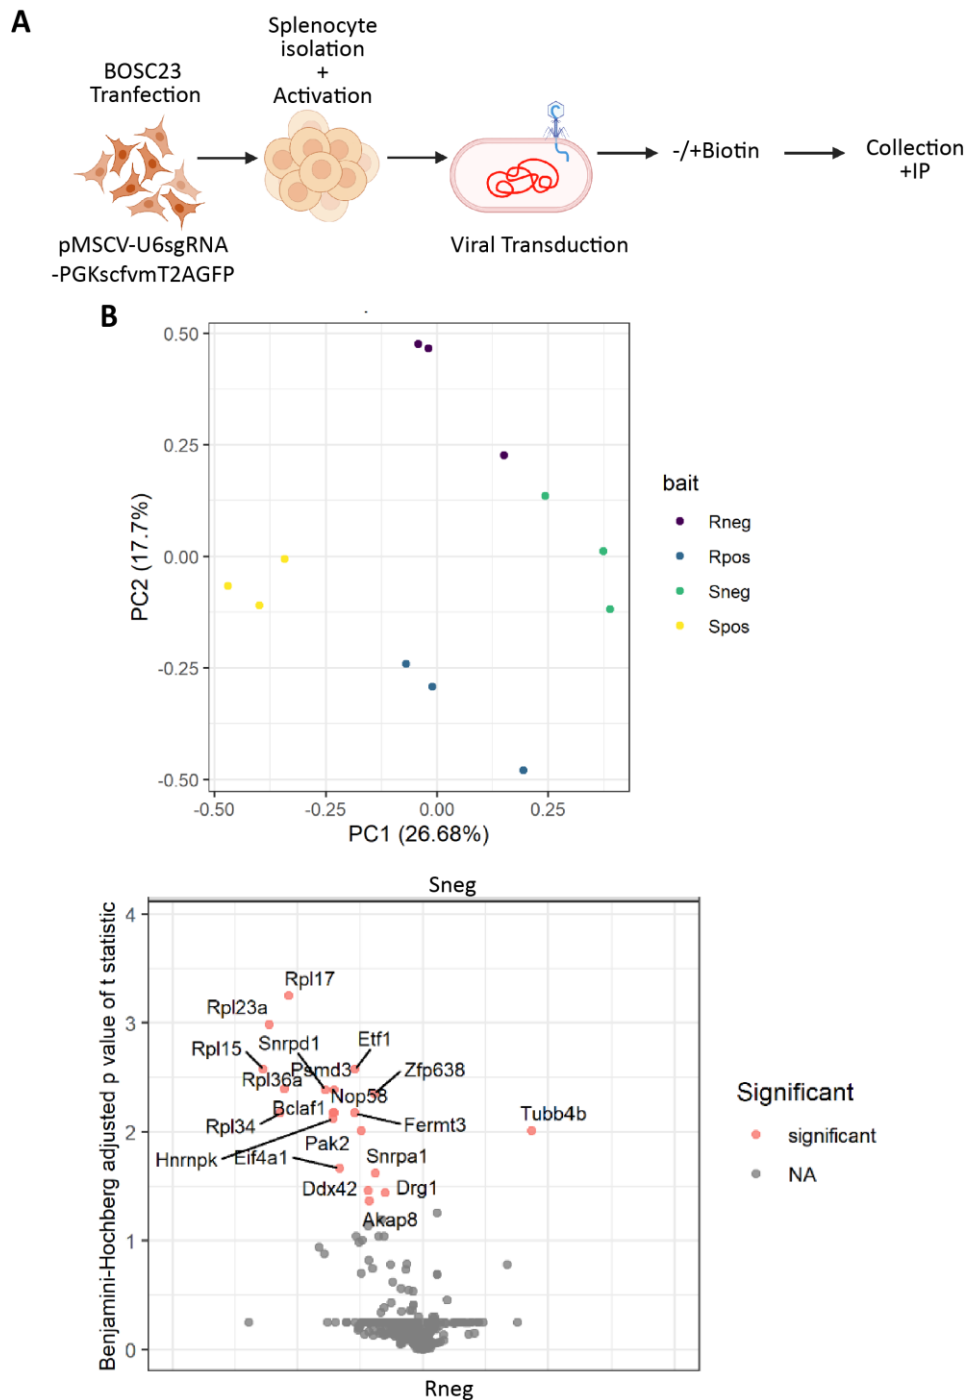 A
BOSC23
Tranfection
Splenocyte
isolation
+
Activation
-/+Biotin
Collection
+IP
pMSCV-U6sgRNA
-PGKscfvmT2AGFP
Viral Transduction
B
PC2 (17.7%)
0.50
0.25
0.00
-0.25
-0.50
-0.50
-0.25
0.00
0.25
PC1 (26.68%)
bait
Rneg
Rpos
Sneg
Spos
Sneg
Benjamini-Hochberg adjusted p value of t statistic
4
3
2
1
0
Rpl17
Rpl23a
Snrpd1
Etf1
Rpl15
Psmd3
Zfp638
Rpl36a
Nop58
Bclaf1
Rpl34
Fermt3
Tubb4b
Pak2
Hnrnpk
Eif4a1
Snrpa1
Ddx42
Drg1
Akap8
Rneg
Significant
significant
NA